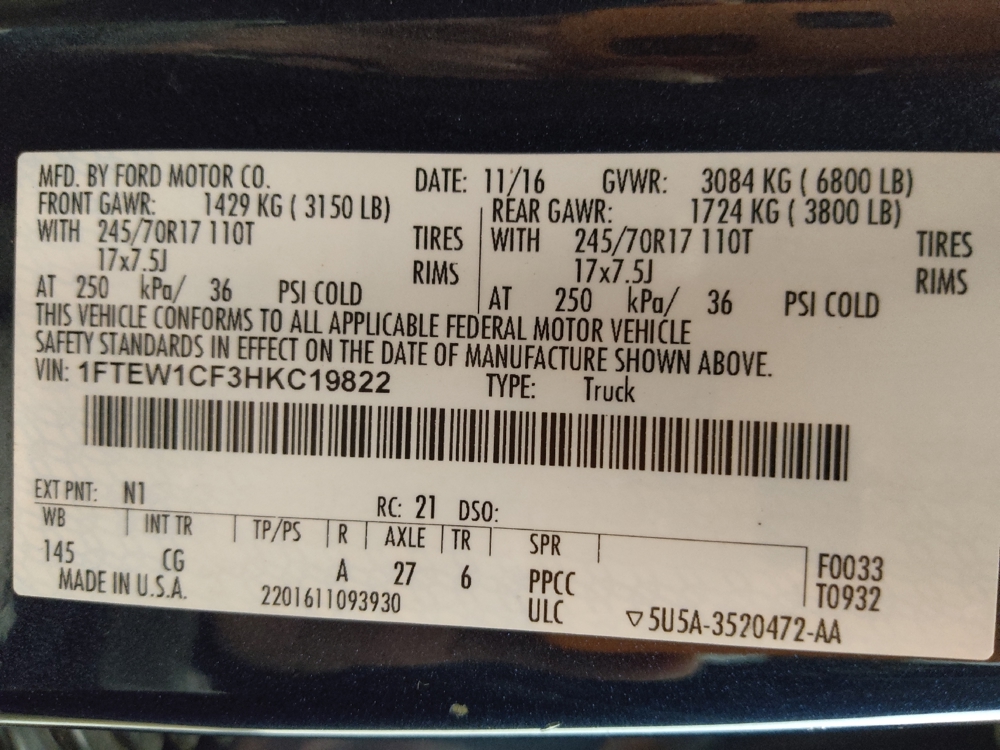 MFD. BY FORD MOTOR CO. DATE: 11/16 GVWR: 3084 KG ( 6800 LB)
FRONT GAWR: 1429 KG ( 3150 LB) REAR GAWR: 1724 KG ( 3800 LB)
WITH 245/70R17 110T TIRES WITH 245/70R17 110T TIRES
17x7.5J RIMS 17x7.5J RIMS
AT 250 kPa/ 36 PSI COLD AT 250 kPa/ 36 PSI COLD
THIS VEHICLE CONFORMS TO ALL APPLICABLE FEDERAL MOTOR VEHICLE
SAFETY STANDARDS IN EFFECT ON THE DATE OF MANUFACTURE SHOWN ABOVE.
VIN: 1FTEW1CF3HKC19822 TYPE: Truck
EXT PNT: N1 RC: 21 DSO:
WB INT TR TP/PS R AXLE TR SPR
145 CG A 27 6 PPCC F0033
MADE IN U.S.A. 2201611093930 ULC T0932
▽5U5A-3520472-AA